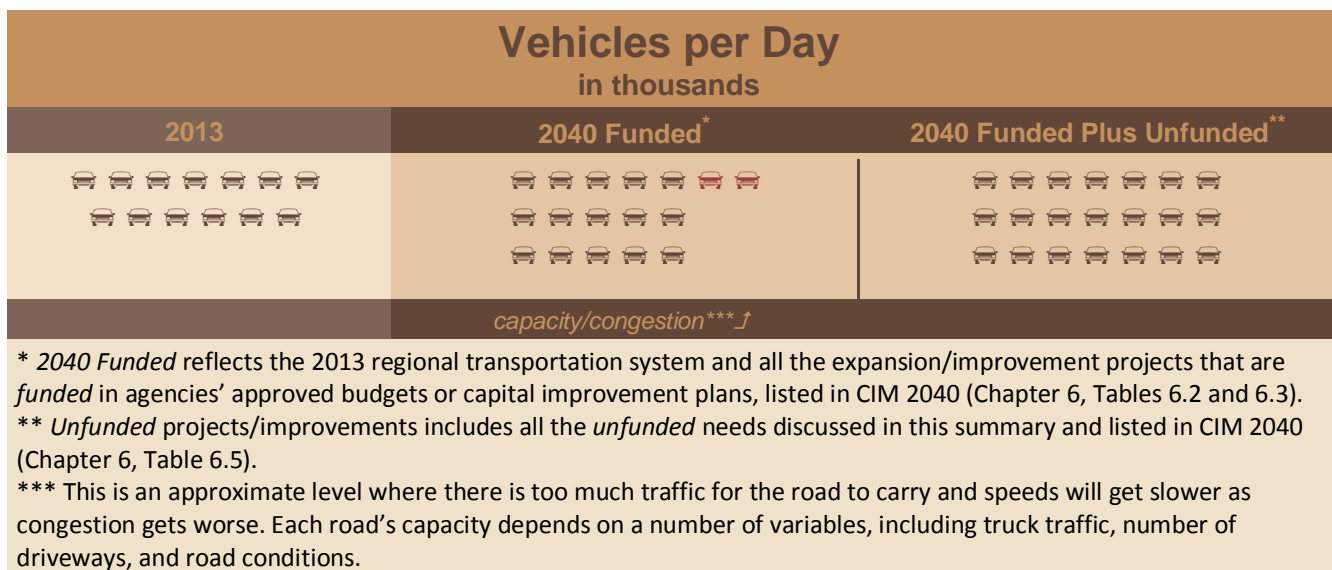 Vehicles per Day
in thousands
2013 2040 Funded* 2040 Funded Plus Unfunded**
capacity/congestion***⮥
* 2040 Funded reflects the 2013 regional transportation system and all the expansion/improvement projects that are
funded in agencies’ approved budgets or capital improvement plans, listed in CIM 2040 (Chapter 6, Tables 6.2 and 6.3).
** Unfunded projects/improvements includes all the unfunded needs discussed in this summary and listed in CIM 2040
(Chapter 6, Table 6.5).
*** This is an approximate level where there is too much traffic for the road to carry and speeds will get slower as
congestion gets worse. Each road’s capacity depends on a number of variables, including truck traffic, number of
driveways, and road conditions.